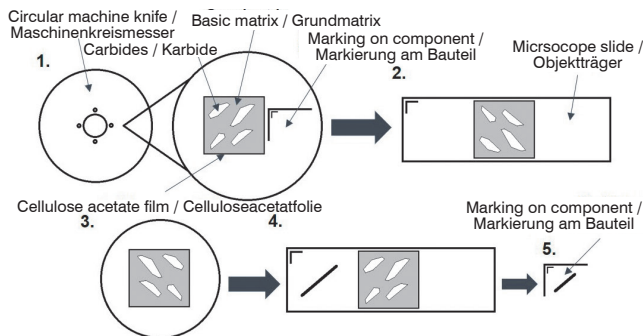 Circular machine knife /
Maschinenkreismesser
Basic matrix / Grundmatrix
Carbides / Karbide
Marking on component /
Markierung am Bauteil
1.
2.
Micrsocope slide /
Objektträger
Cellulose acetate film / Celluloseacetatfolie
3.
4.
Marking on component /
Markierung am Bauteil
5.